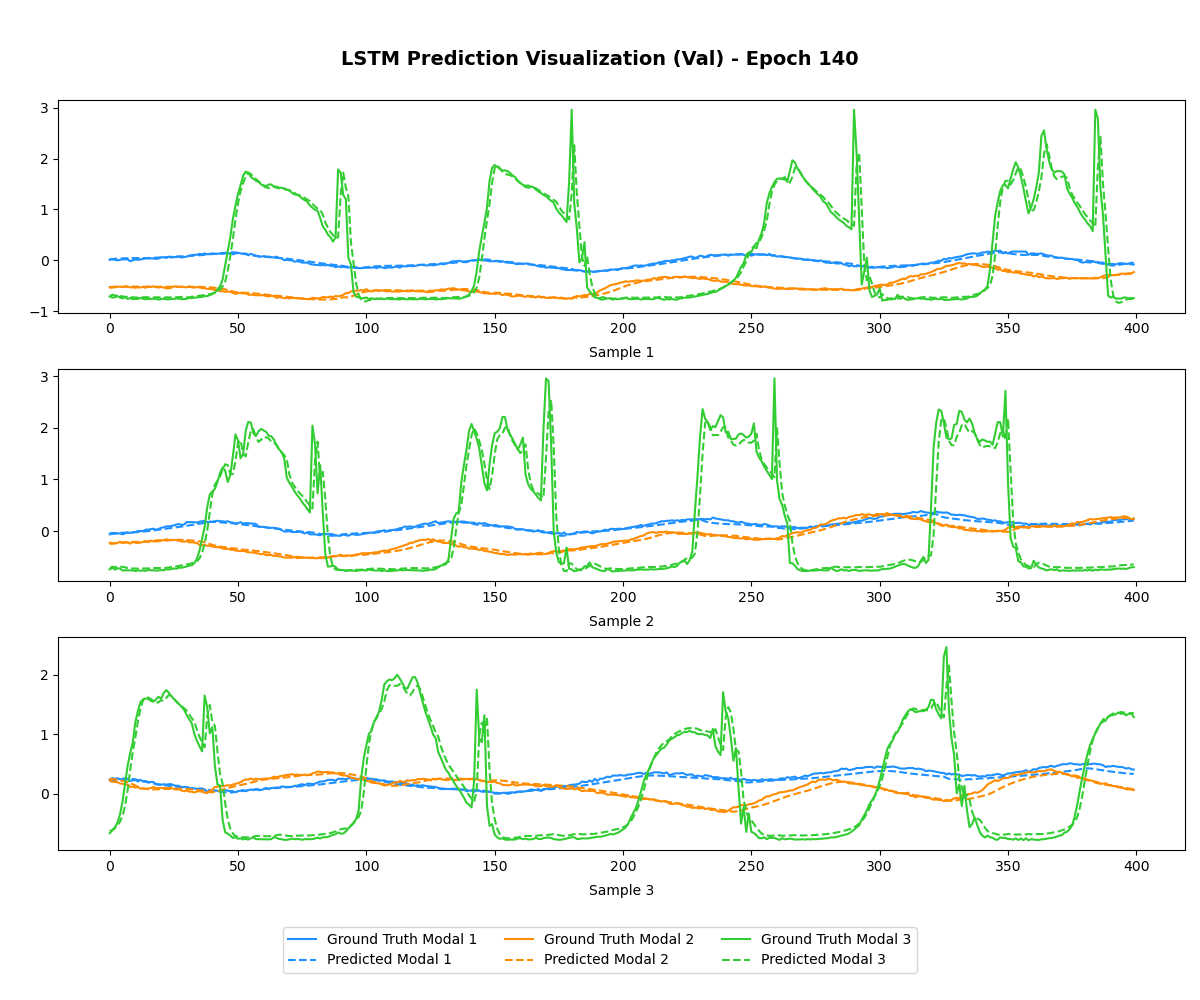 LSTM Prediction Visualization (Val) - Epoch 140
3
2
1
0
−1
0 50 100 150 200 250 300 350 400
Sample 1
3
2
1
0
0 50 100 150 200 250 300 350 400
Sample 2
2
1
0
0 50 100 150 200 250 300 350 400
Sample 3
Ground Truth Modal 1 Ground Truth Modal 2 Ground Truth Modal 3
Predicted Modal 1 Predicted Modal 2 Predicted Modal 3